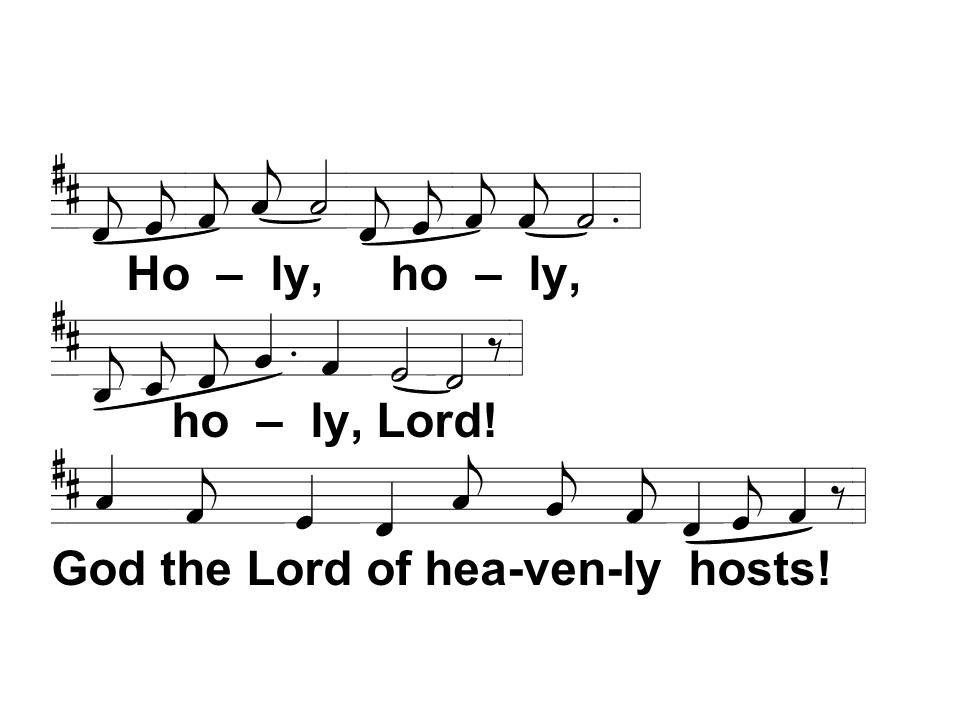 Ho – ly, ho – ly,
ho – ly, Lord!
God the Lord of hea-ven-ly hosts!